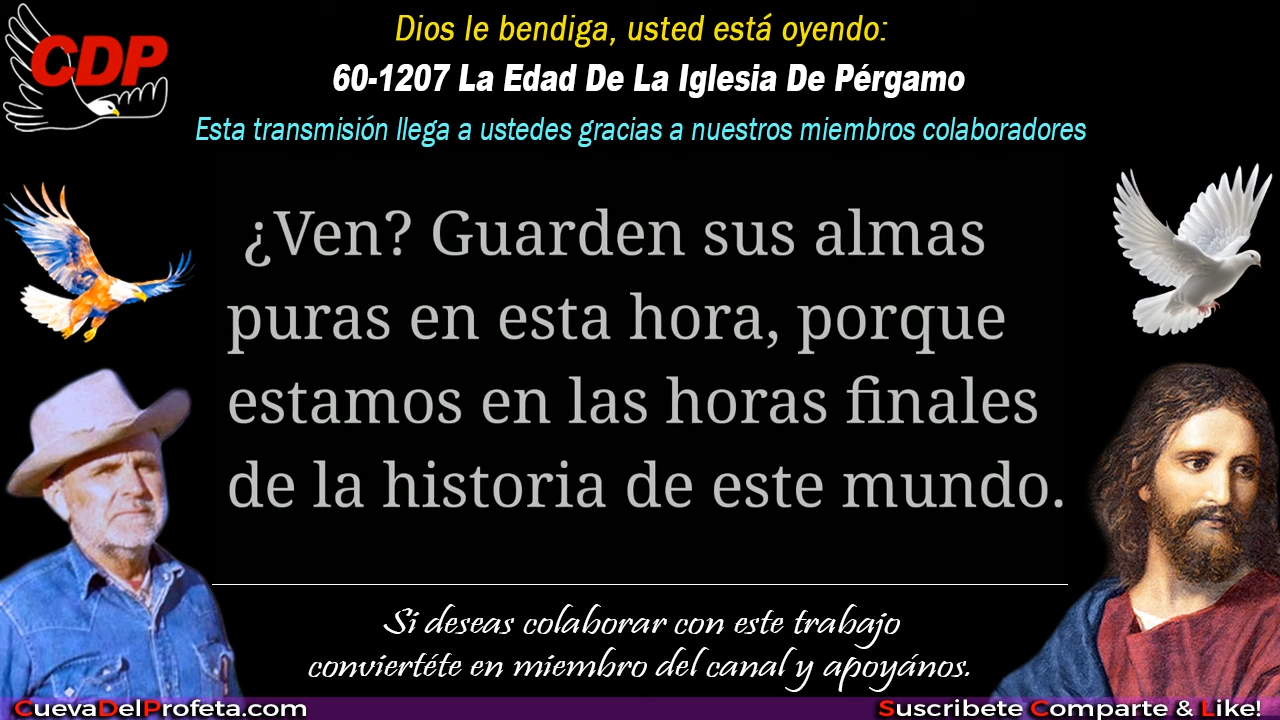 CDP
Dios le bendiga, usted está oyendo:
60-1207 La Edad De La Iglesia De Pérgamo
Esta transmisión llega a ustedes gracias a nuestros miembros colaboradores
¿Ven? Guarden sus almas
puras en esta hora, porque
estamos en las horas finales
de la historia de este mundo.
Si deseas colaborar con este trabajo
conviertéte en miembro del canal y apoyános.
CuevaDelProfeta.com
Suscribete Comparte & Like!